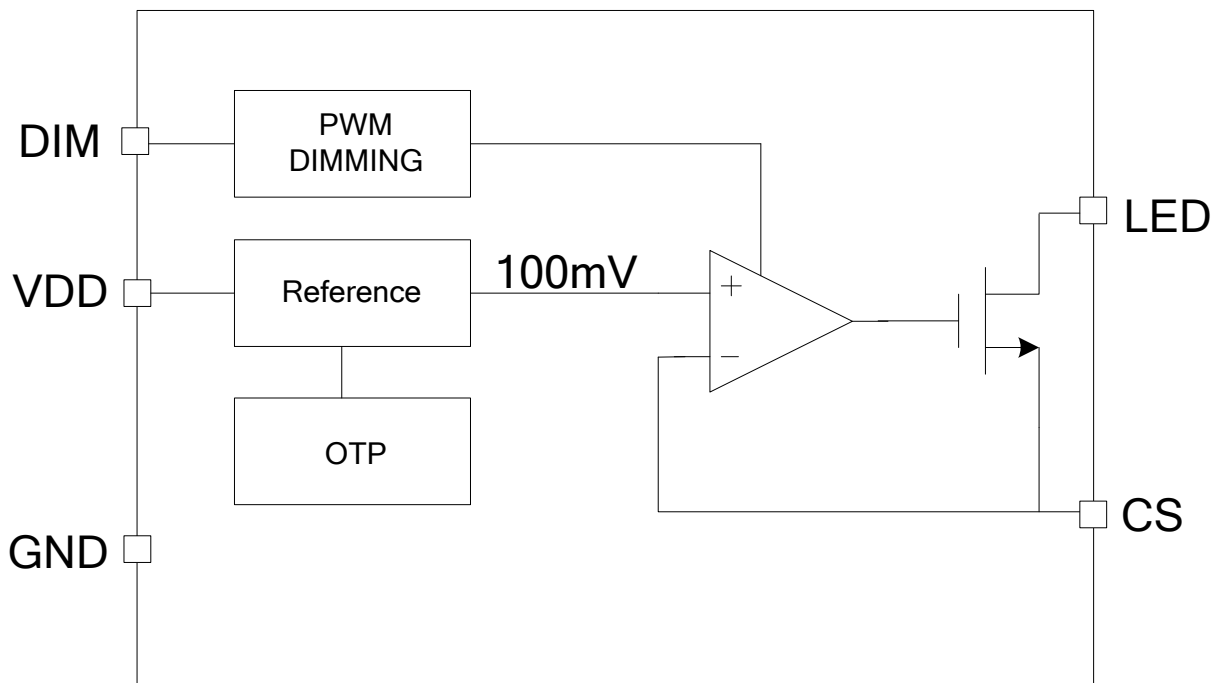 DIM
PWM
DIMMING
LED
VDD
Reference
100mV
+
−
OTP
GND
CS